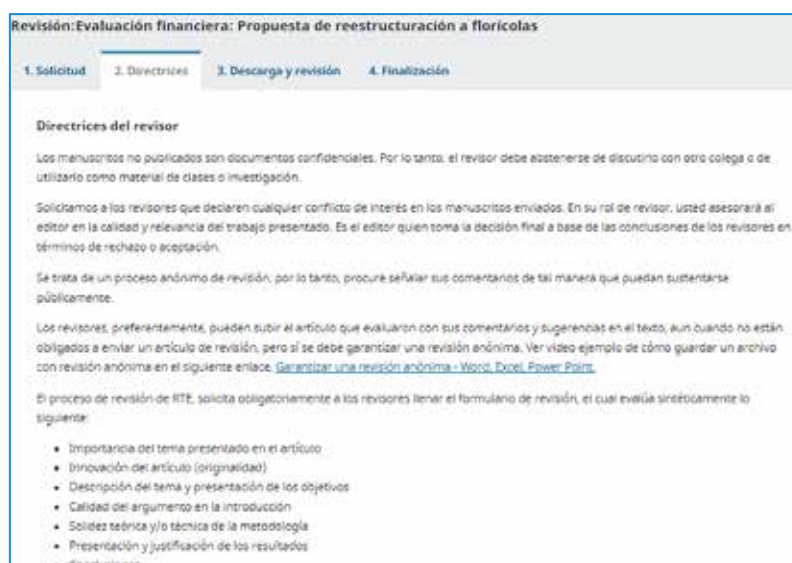 Revisión:Evaluación financiera: Propuesta de reestructuración a florícolas
1. Solicitud 2. Directrices 3. Descarga y revisión 4. Finalización
Directrices del revisor
Los manuscritos no publicados son documentos confidenciales. Por lo tanto, el revisor debe abstenerse de discutirlo con otro colega o de
utilizarlo como material de clases o investigación.
Solicitamos a los revisores que declaren cualquier conflicto de interés en los manuscritos enviados. En su rol de revisor, usted asesorará al
editor en la calidad y relevancia del trabajo presentado. Es el editor quien toma la decisión final a base de las conclusiones de los revisores en
términos de rechazo o aceptación.
Se trata de un proceso anónimo de revisión, por lo tanto, procure señalar sus comentarios de tal manera que puedan sustentarse
públicamente.
Los revisores, preferentemente, pueden subir el artículo que evaluaron con sus comentarios y sugerencias en el texto, aun cuando no están
obligados a enviar un artículo de revisión, pero sí se debe garantizar una revisión anónima. Ver video ejemplo de cómo guardar un archivo
con revisión anónima en el siguiente enlace. Garantizar una revisión anónima - Word, Excel, Power Point.
El proceso de revisión de RTE, solicita obligatoriamente a los revisores llenar el formulario de revisión, el cual evalúa sintéticamente lo
siguiente:
• Importancia del tema presentado en el artículo
• Innovación del artículo (originalidad)
• Descripción del tema y presentación de los objetivos
• Calidad del argumento en la introducción
• Solidez teórica y/o técnica de la metodología
• Presentación y justificación de los resultados